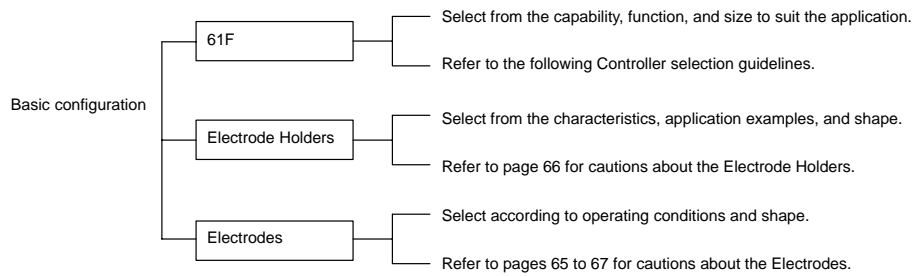 Select from the capability, function, and size to suit the application.
61F
Refer to the following Controller selection guidelines.
Basic configuration
Select from the characteristics, application examples, and shape.
Electrode Holders
Refer to page 66 for cautions about the Electrode Holders.
Select according to operating conditions and shape.
Electrodes
Refer to pages 65 to 67 for cautions about the Electrodes.